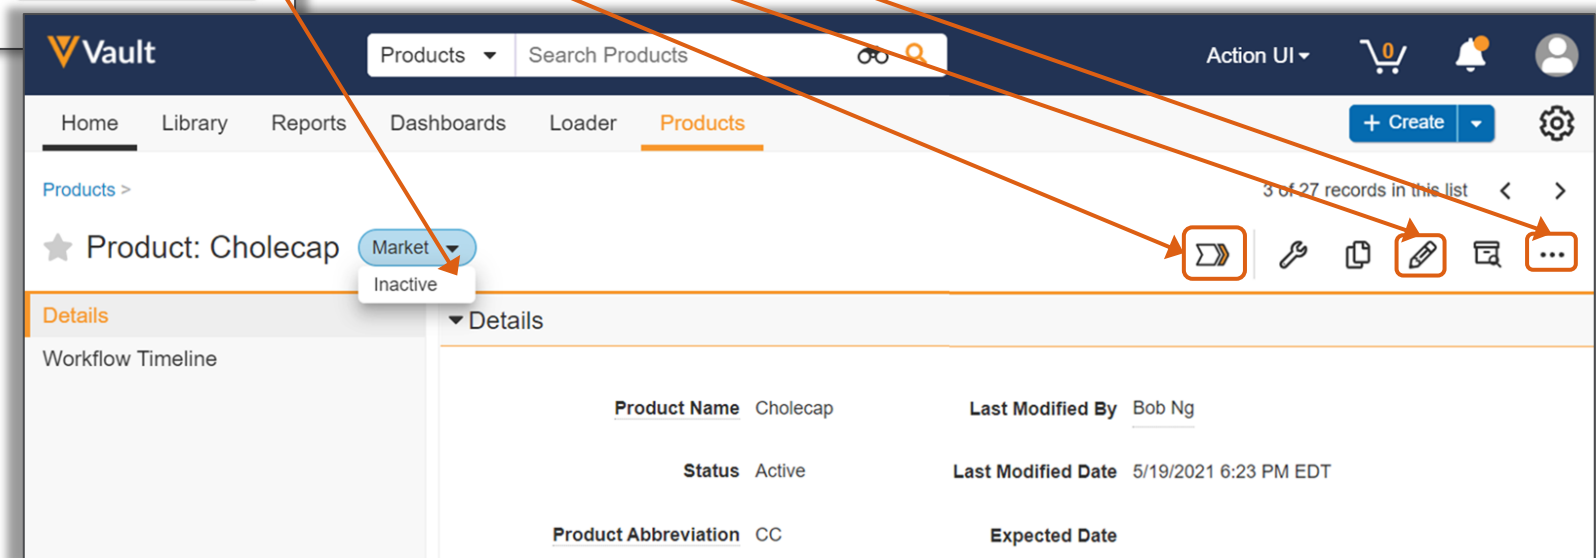 Vault Products Search Products Action UI 0
Home Library Reports Dashboards Loader Products + Create
Products > 3 of 27 records in this list
Product: Cholecap Market
Inactive
Details
Details
Workflow Timeline
Product Name Cholecap Last Modified By Bob Ng
Status Active Last Modified Date 5/19/2021 6:23 PM EDT
Product Abbreviation CC Expected Date